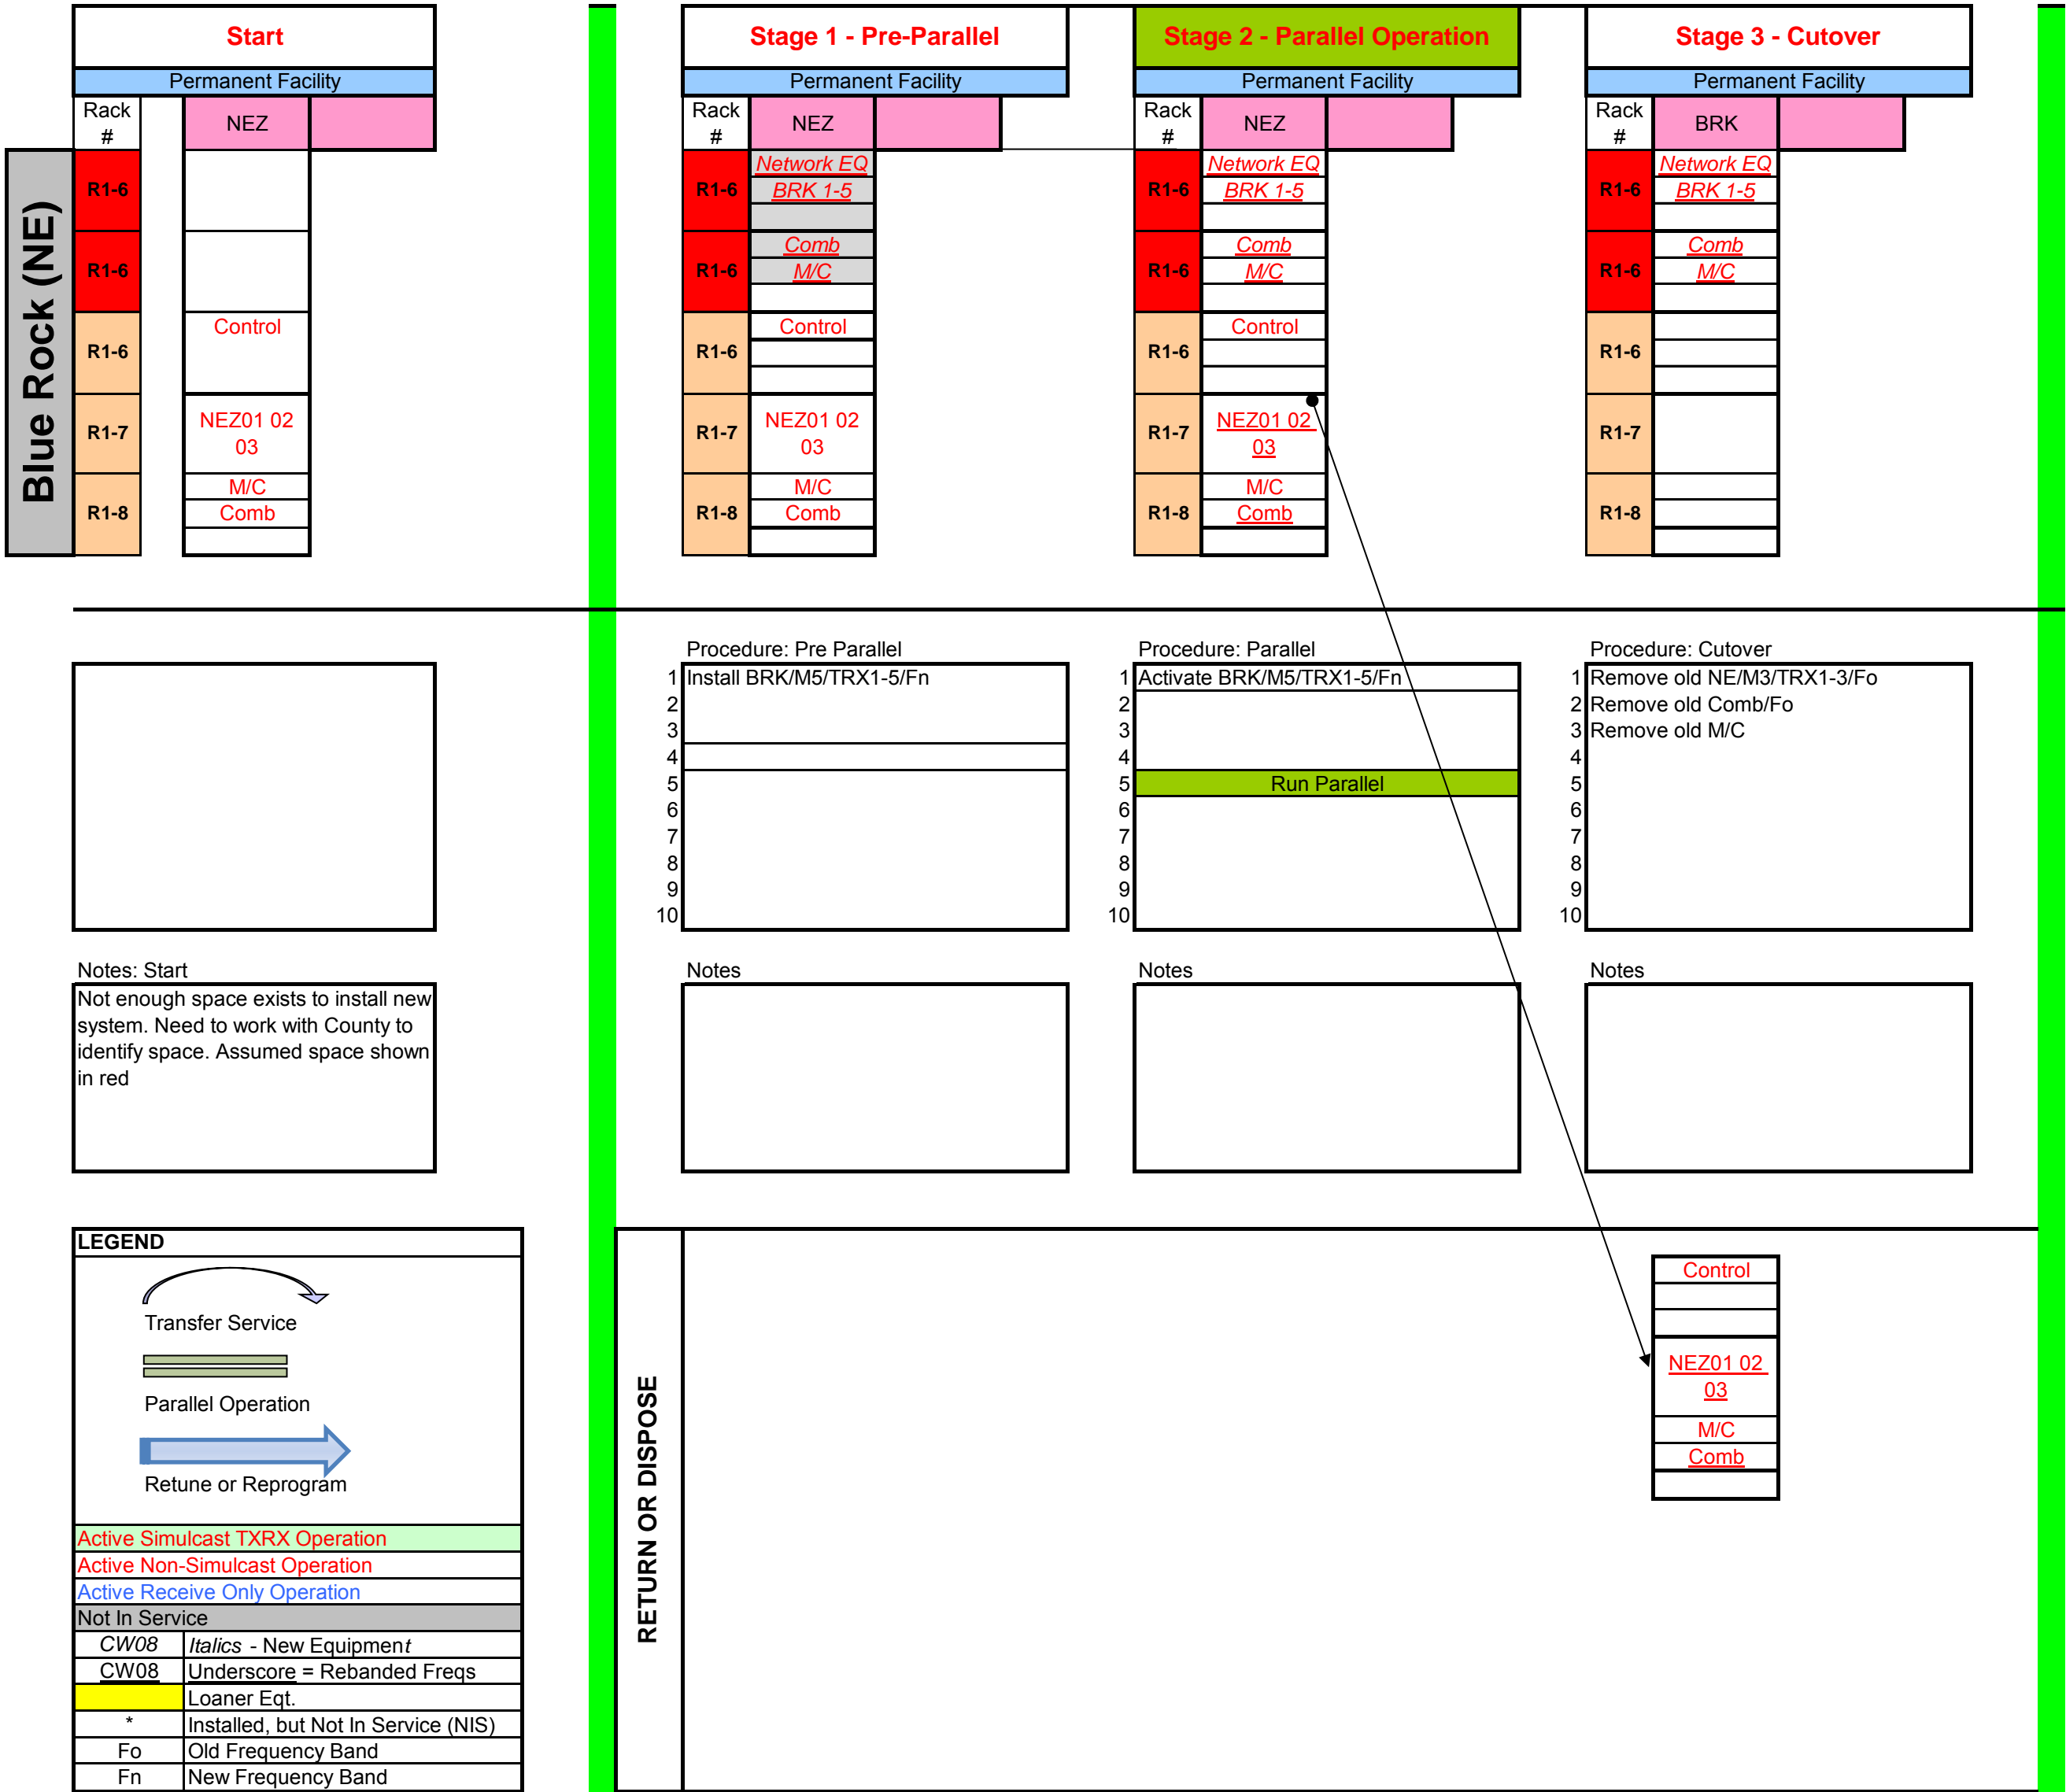 Start
Stage 1 - Pre-Parallel
Stage 2 - Parallel Operation
Stage 3 - Cutover
Permanent Facility
Permanent Facility
Permanent Facility
Permanent Facility
Blue Rock (NE)
Rack
#
NEZ
R1-6
R1-6
R1-6
Control
R1-7
NEZ01 02
03
R1-8
M/C
Comb
Rack
#
NEZ
R1-6
Network EQ
BRK 1-5
R1-6
Comb
M/C
R1-6
Control
R1-7
NEZ01 02
03
R1-8
M/C
Comb
Rack
#
NEZ
R1-6
Network EQ
BRK 1-5
R1-6
Comb
M/C
R1-6
Control
R1-7
NEZ01 02
03
R1-8
M/C
Comb
Rack
#
BRK
R1-6
Network EQ
BRK 1-5
R1-6
Comb
M/C
R1-6
R1-7
R1-8
Procedure: Pre Parallel
1 Install BRK/M5/TRX1-5/Fn
2
3
4
5
6
7
8
9
10
Procedure: Parallel
1 Activate BRK/M5/TRX1-5/Fn
2
3
4
5 Run Parallel
6
7
8
9
10
Procedure: Cutover
1 Remove old NE/M3/TRX1-3/Fo
2 Remove old Comb/Fo
3 Remove old M/C
4
5
6
7
8
9
10
Notes: Start
Not enough space exists to install new
system. Need to work with County to
identify space. Assumed space shown
in red
Notes
Notes
Notes
LEGEND
Transfer Service
Parallel Operation
Retune or Reprogram
Active Simulcast TXRX Operation
Active Non-Simulcast Operation
Active Receive Only Operation
Not In Service
CW08 Italics - New Equipment
CW08 Underscore = Rebanded Freqs
Loaner Eqt.
* Installed, but Not In Service (NIS)
Fo Old Frequency Band
Fn New Frequency Band
RETURN OR DISPOSE
Control
NEZ01 02
03
M/C
Comb